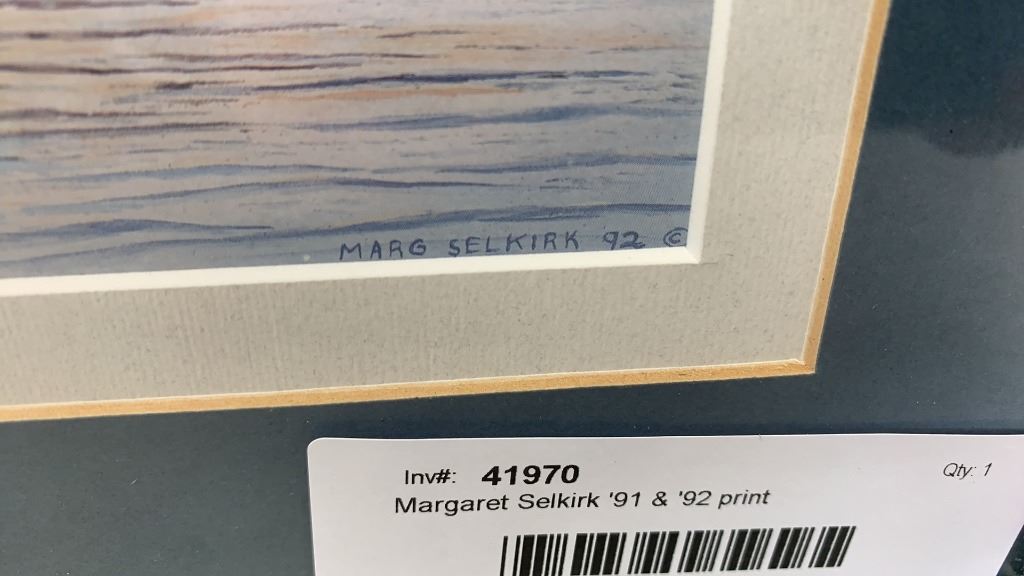 MARG SELKIRK '92 ©
Inv#: 41970
Qty: 1
Margaret Selkirk '91 & '92 print